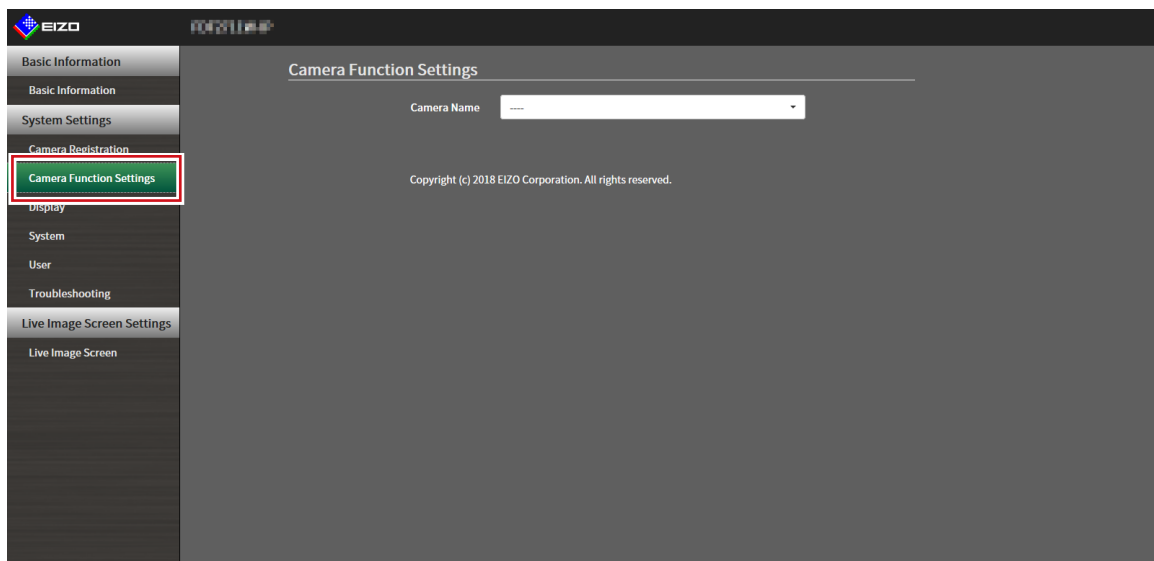 EIZO
Basic Information
Basic Information
System Settings
Camera Registration
Camera Function Settings
Display
System
User
Troubleshooting
Live Image Screen Settings
Live Image Screen
Camera Function Settings
Camera Name ----
Copyright (c) 2018 EIZO Corporation. All rights reserved.